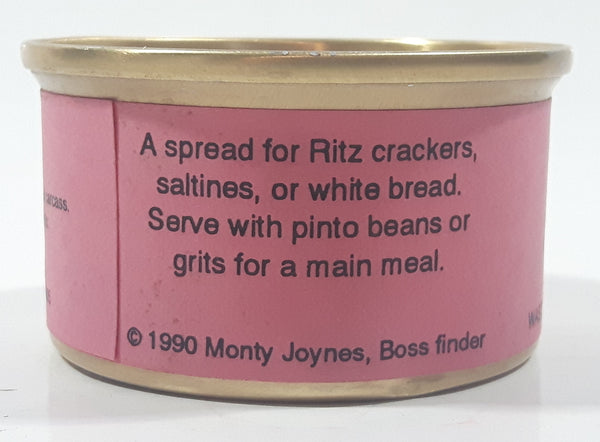 A spread for Ritz crackers,
saltines, or white bread.
Serve with pinto beans or
grits for a main meal.
© 1990 Monty Joynes, Boss finder
carcass.